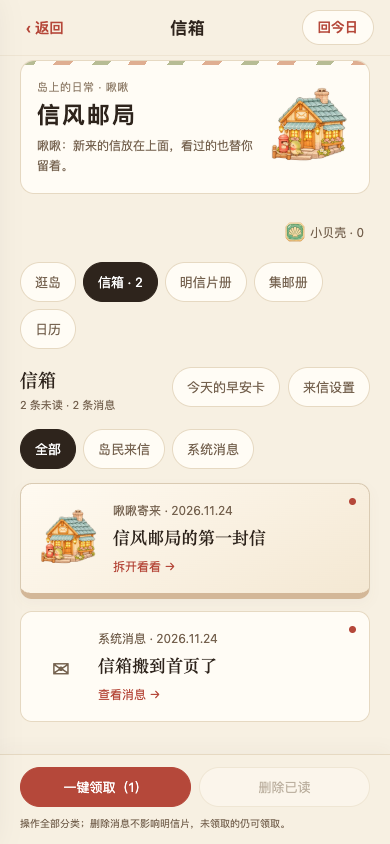 ‹ 返回
信箱
回今日
岛上的日常 · 啾啾
信风邮局
啾啾：新来的信放在上面，看过的也替你
留着。
小贝壳 · 0
逛岛
信箱 · 2
明信片册
集邮册
日历
信箱
2 条未读 · 2 条消息
今天的早安卡
来信设置
全部
岛民来信
系统消息
啾啾寄来 · 2026.11.24
信风邮局的第一封信
拆开看看 →
系统消息 · 2026.11.24
信箱搬到首页了
查看消息 →
一键领取（1）
删除已读
操作全部分类；删除消息不影响明信片，未领取的仍可领取。